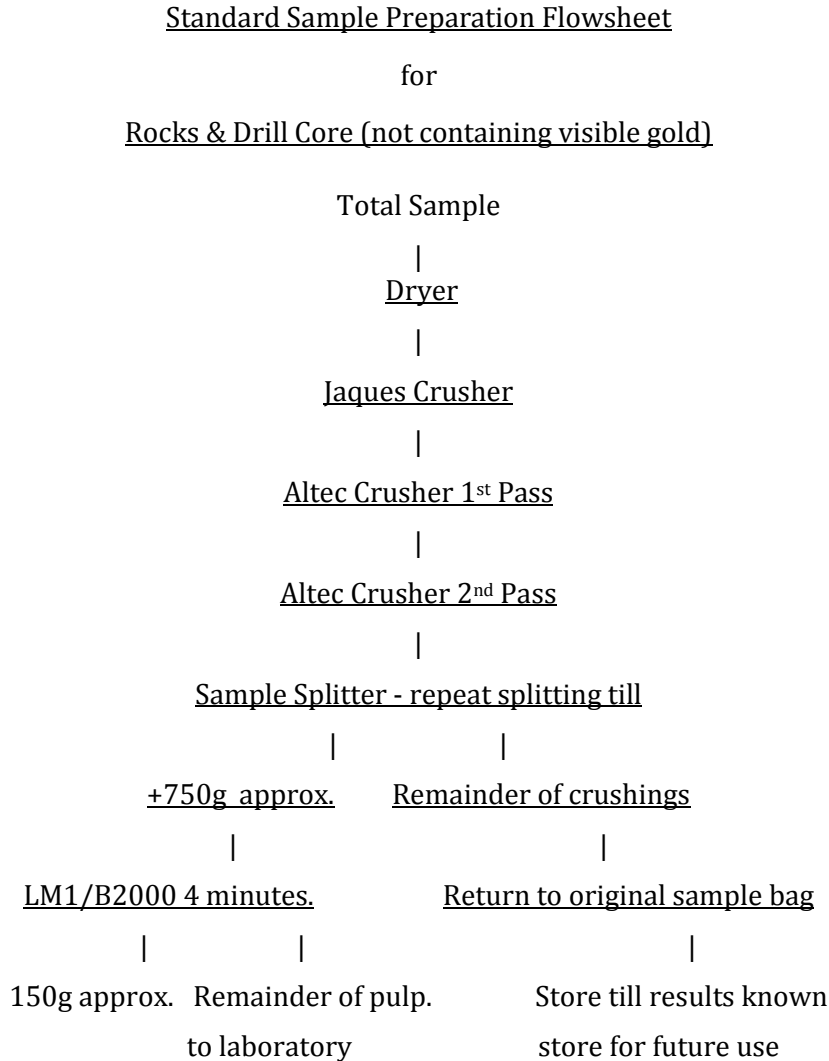 Standard Sample Preparation Flowsheet
for
Rocks & Drill Core (not containing visible gold)
Total Sample
|
Dryer
|
Jaques Crusher
|
Altec Crusher 1st Pass
|
Altec Crusher 2nd Pass
|
Sample Splitter - repeat splitting till
| |
+750g approx. Remainder of crushings
| |
LM1/B2000 4 minutes. Return to original sample bag
| | |
150g approx. Remainder of pulp. Store till results known
to laboratory store for future use